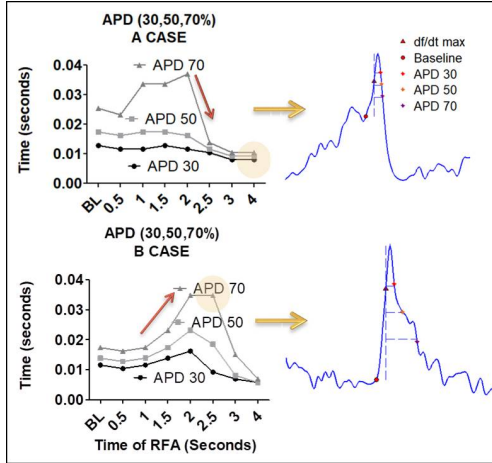 APD (30,50,70%)
A CASE
Time (seconds)
0.04
0.03
0.02
0.01
0.00
APD 70
APD 50
APD 30
BL 0.5 1 1.5 2 2.5 3 4
df/dt max
Baseline
APD 30
APD 50
APD 70
APD (30,50,70%)
B CASE
Time (seconds)
0.04
0.03
0.02
0.01
0.00
APD 70
APD 50
APD 30
BL 0.5 1 1.5 2 2.5 3 4
Time of RFA (Seconds)